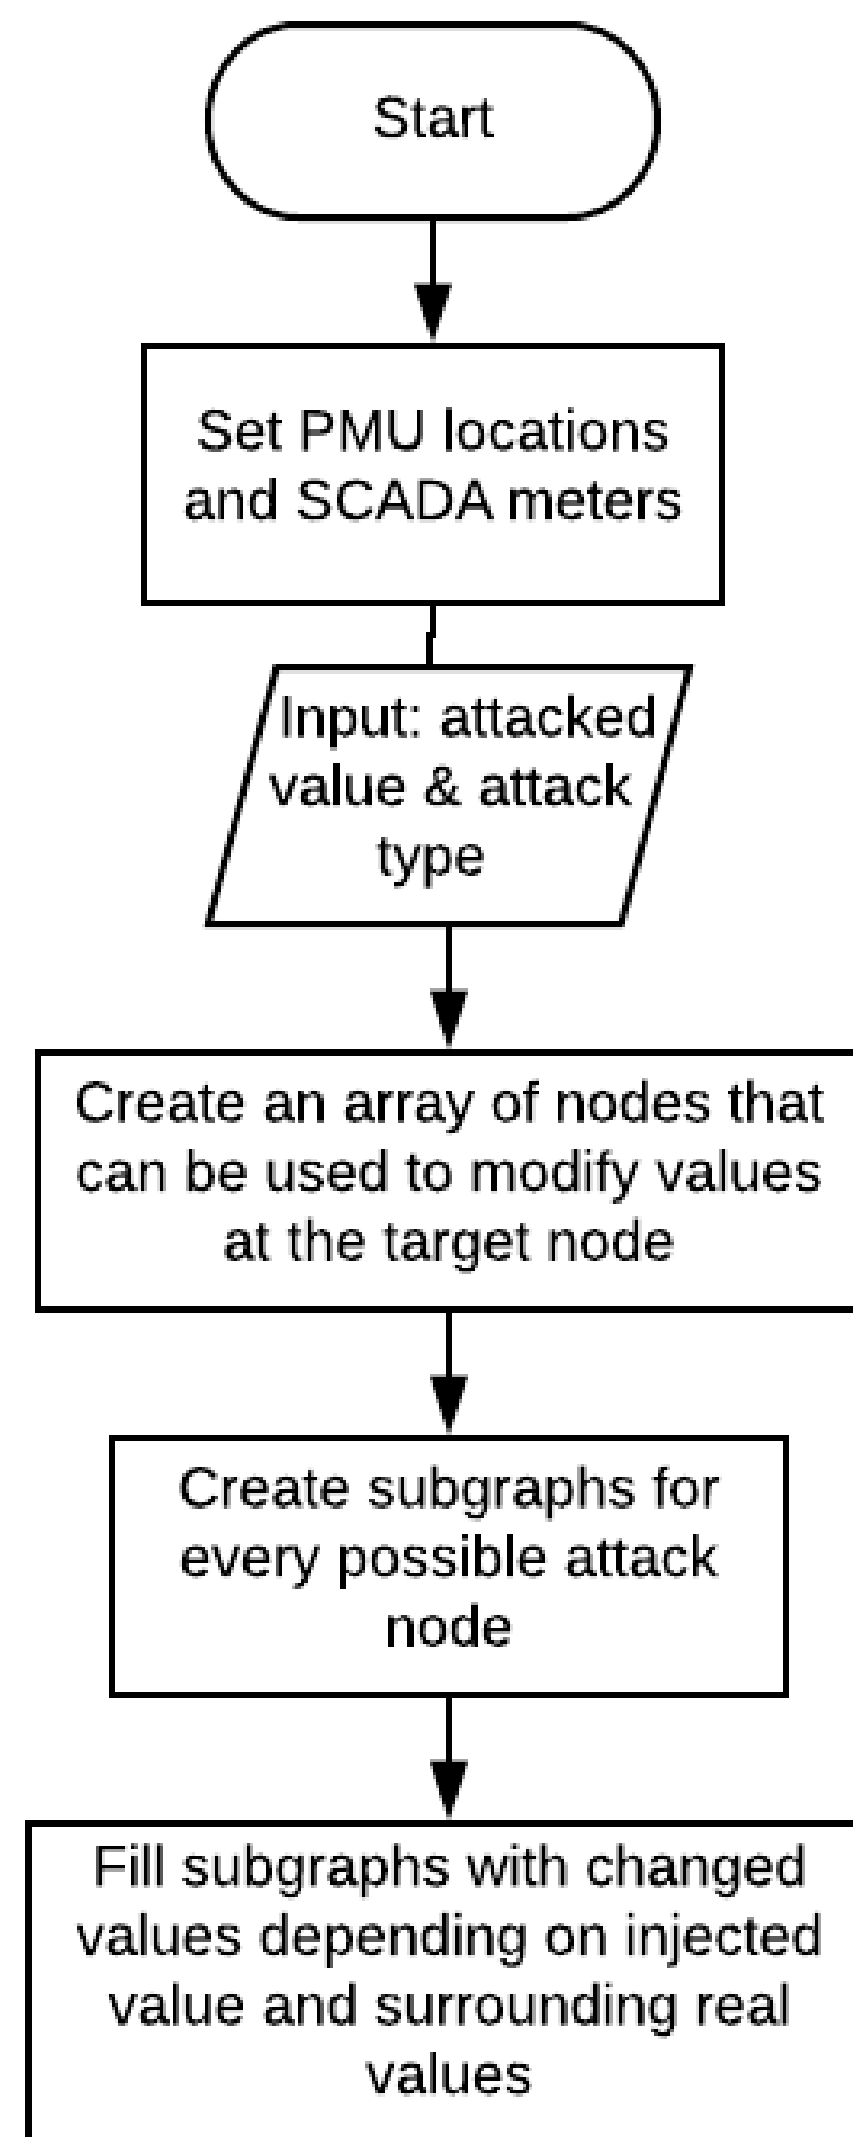 Start
Set PMU locations
and SCADA meters
Input: attacked
value & attack
type
Create an array of nodes that
can be used to modify values
at the target node
Create subgraphs for
every possible attack
node
Fill subgraphs with changed
values depending on injected
value and surrounding real
values